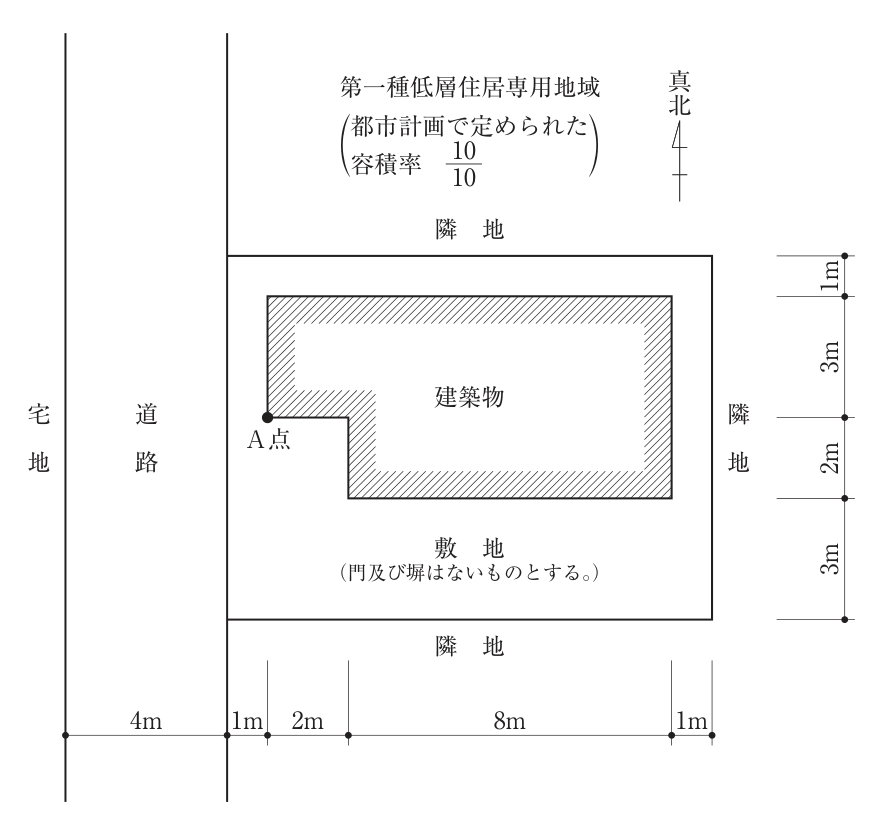 第一種低層住居専用地域
都市計画で定められた
容積率 10/10
真北
隣 地
1m
3m
2m
3m
建築物
A点
宅地
道路
隣地
敷 地
(門及び塀はないものとする。)
隣 地
4m
1m
2m
8m
1m